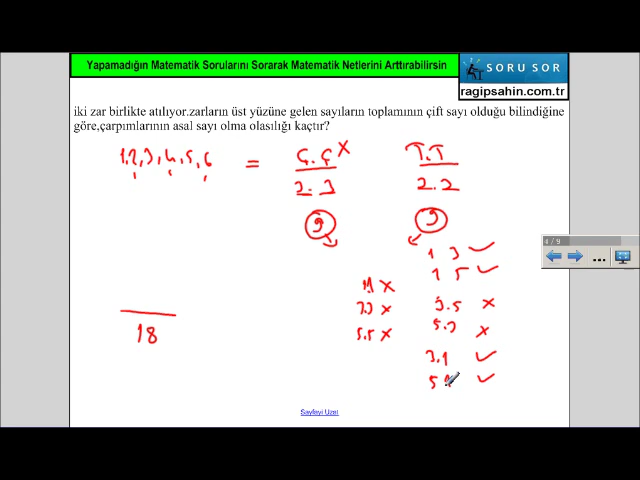 Yapamadığın Matematik Sorularını Sorarak Matematik Netlerini Arttırabilirsin
SORU SOR
ragipsahin.com.tr
iki zar birlikte atılıyor.zarların üst yüzüne gelen sayıların toplamının çift sayı olduğu bilindiğine
göre,çarpımlarının asal sayı olma olasılığı kaçtır?
1,2,3,4,5,6 = Ç.Ç x T.T
2.3 2.2
9 9
4 / 9
1 3 ✓
1 5 ✓
1.1 x
3.5 x
3.3 x
5.3 x
5.5 x
18
3.1 ✓
5 1 ✓
Sayfayı Uzat